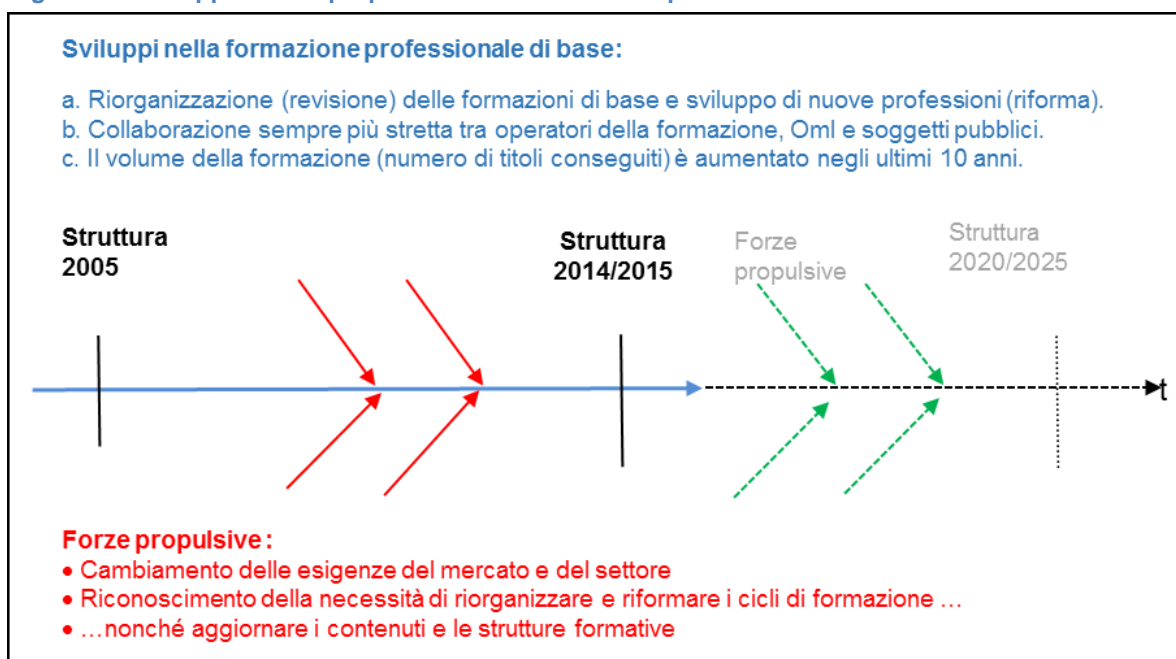 Sviluppi nella formazione professionale di base:
a. Riorganizzazione (revisione) delle formazioni di base e sviluppo di nuove professioni (riforma).
b. Collaborazione sempre più stretta tra operatori della formazione, Oml e soggetti pubblici.
c. Il volume della formazione (numero di titoli conseguiti) è aumentato negli ultimi 10 anni.
Struttura
2005
Struttura
2014/2015
Forze
propulsive
Struttura
2020/2025
t
Forze propulsive:
• Cambiamento delle esigenze del mercato e del settore
• Riconoscimento della necessità di riorganizzare e riformare i cicli di formazione …
• …nonché aggiornare i contenuti e le strutture formative